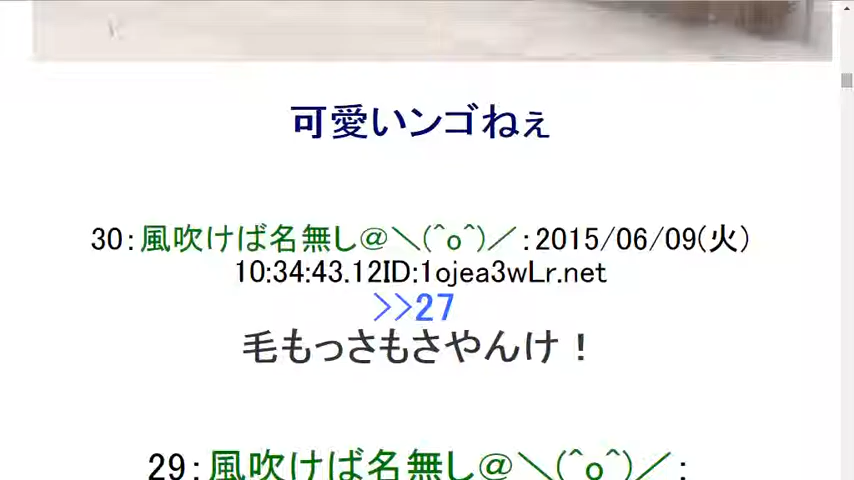 可愛いンゴねぇ
30:風吹けば名無し@＼(^o^)／:2015/06/09(火)
10:34:43.12ID:1ojea3wLr.net
>>27
毛もっさもさやんけ！
29:風吹けば名無し@＼(^o^)／: